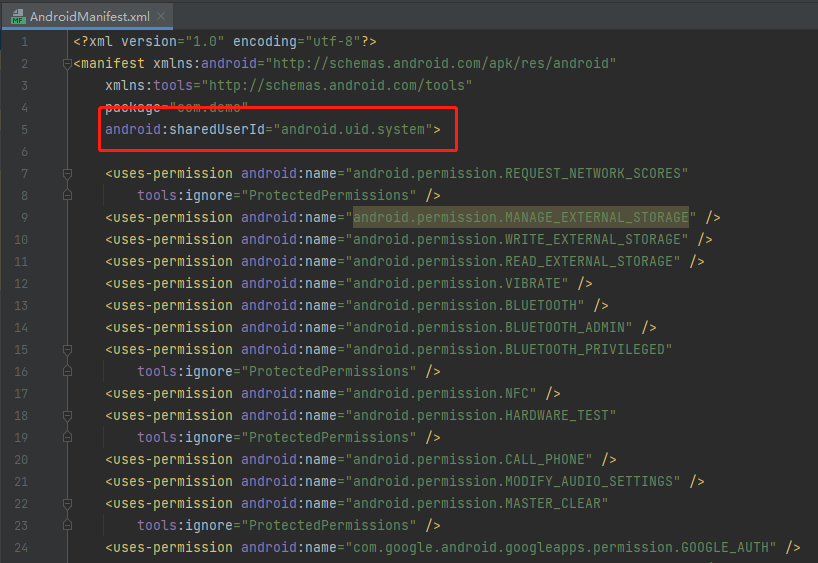 AndroidManifest.xml
1 <?xml version="1.0" encoding="utf-8"?>
2 <manifest xmlns:android="http://schemas.android.com/apk/res/android"
3 xmlns:tools="http://schemas.android.com/tools"
4 package="com.demo"
5 android:sharedUserId="android.uid.system">
6
7 <uses-permission android:name="android.permission.REQUEST_NETWORK_SCORES"
8 tools:ignore="ProtectedPermissions" />
9 <uses-permission android:name="android.permission.MANAGE_EXTERNAL_STORAGE" />
10 <uses-permission android:name="android.permission.WRITE_EXTERNAL_STORAGE" />
11 <uses-permission android:name="android.permission.READ_EXTERNAL_STORAGE" />
12 <uses-permission android:name="android.permission.VIBRATE" />
13 <uses-permission android:name="android.permission.BLUETOOTH" />
14 <uses-permission android:name="android.permission.BLUETOOTH_ADMIN" />
15 <uses-permission android:name="android.permission.BLUETOOTH_PRIVILEGED"
16 tools:ignore="ProtectedPermissions" />
17 <uses-permission android:name="android.permission.NFC" />
18 <uses-permission android:name="android.permission.HARDWARE_TEST"
19 tools:ignore="ProtectedPermissions" />
20 <uses-permission android:name="android.permission.CALL_PHONE" />
21 <uses-permission android:name="android.permission.MODIFY_AUDIO_SETTINGS" />
22 <uses-permission android:name="android.permission.MASTER_CLEAR"
23 tools:ignore="ProtectedPermissions" />
24 <uses-permission android:name="com.google.android.googleapps.permission.GOOGLE_AUTH" />